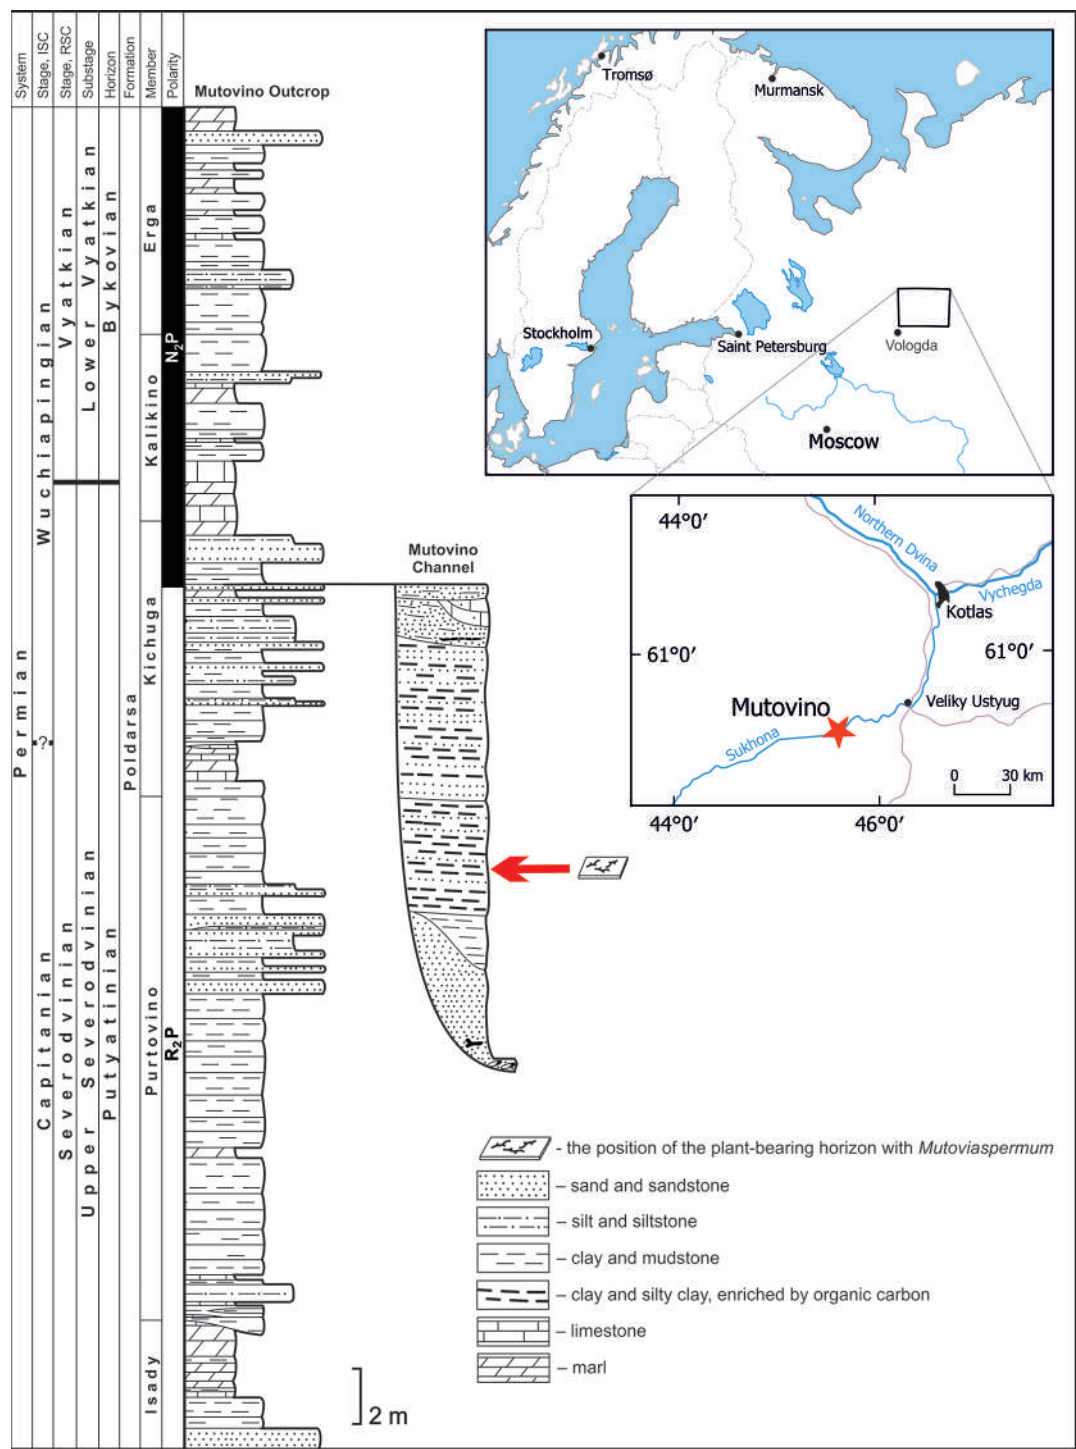 System
Stage, ISC
Stage, RSC
Substage
Horizon
Formation
Member
Polarity
Mutovino Outcrop
Permian
Wuchiapingian
?
Capitanian
Vyatkian
Severodvinian
Lower Vyatkian
Upper Severodvinian
Bykovian
Putyatinian
Poldarsa
Erga
Kalikino
Kichuga
Purtovino
Isady
N2P
R2P
Mutovino
Channel
2 m
Tromsø
Murmansk
Stockholm
Saint Petersburg
Vologda
Moscow
44°0'
Northern Dvina
Vychegda
Kotlas
61°0'
61°0'
Mutovino
Veliky Ustyug
Sukhona
0 30 km
44°0'
46°0'
- the position of the plant-bearing horizon with Mutoviaspermum
– sand and sandstone
– silt and siltstone
– clay and mudstone
– clay and silty clay, enriched by organic carbon
– limestone
– marl